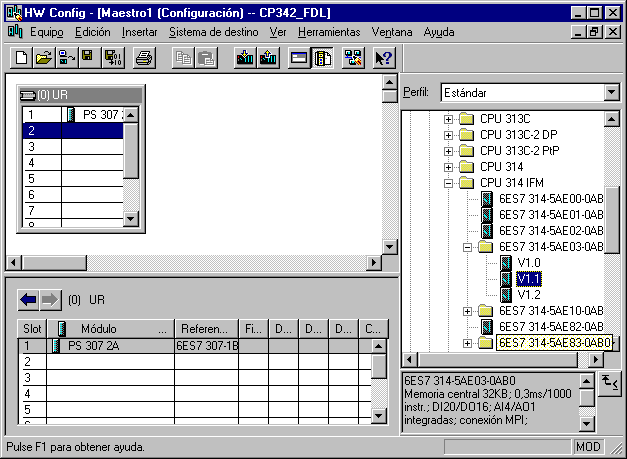 HW Config - [Maestro1 (Configuración) -- CP342_FDL]
Equipo Edición Insertar Sistema de destino Ver Herramientas Ventana Ayuda
(0) UR
1 PS 307 2
2
3
4
5
6
7
8
Perfil: Estándar
CPU 313C
CPU 313C-2 DP
CPU 313C-2 PtP
CPU 314
CPU 314 IFM
6ES7 314-5AE00-0AB
6ES7 314-5AE01-0AB
6ES7 314-5AE02-0AB
6ES7 314-5AE03-0AB
V1.0
V1.1
V1.2
6ES7 314-5AE10-0AB
6ES7 314-5AE82-0AB
6ES7 314-5AE83-0AB0
(0) UR
Slot Módulo ... Referen... Fi... D... D... D... C...
1 PS 307 2A 6ES7 307-1B
2
3
4
5
6ES7 314-5AE03-0AB0
Memoria central 32KB; 0,3ms/1000
instr.; DI20/DO16; AI4/AO1
integradas; conexión MPI;
Pulse F1 para obtener ayuda. MOD